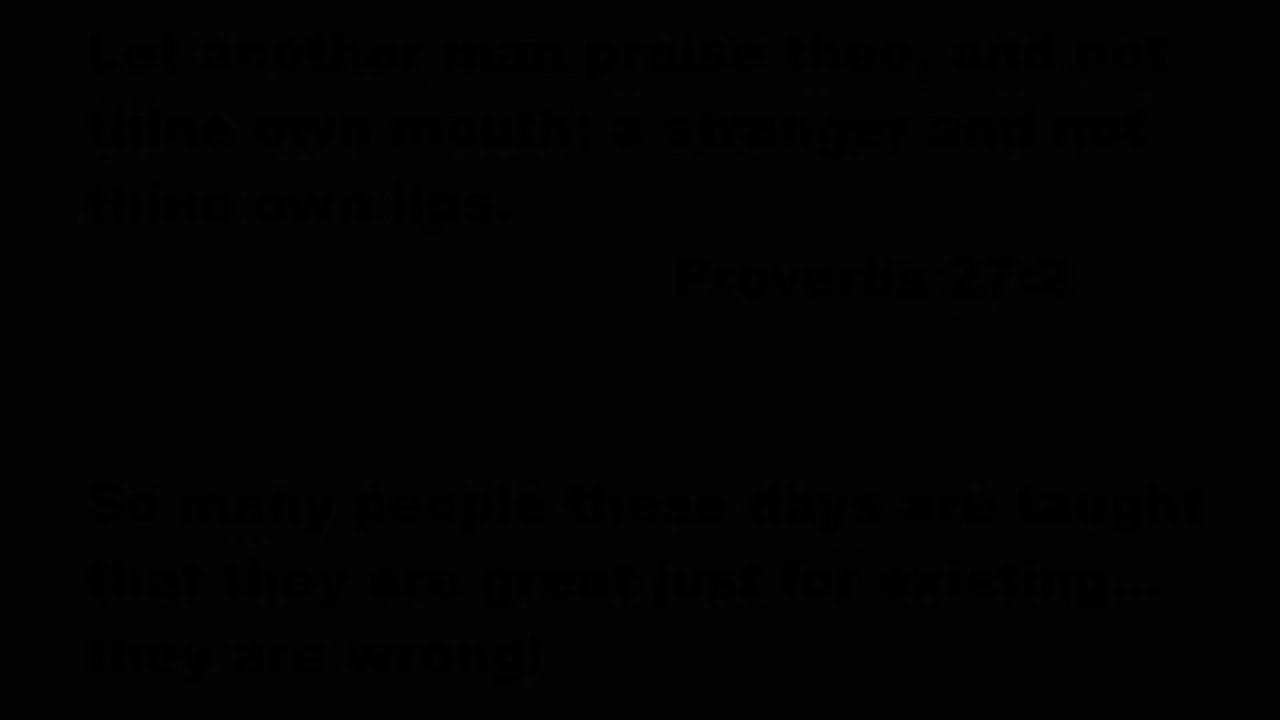 Let another man praise thee, and not
thine own mouth; a stranger and not
thine own lips.
Proverbs 27:2
So many people these days are taught
that they are great just for existing...
they are wrong!